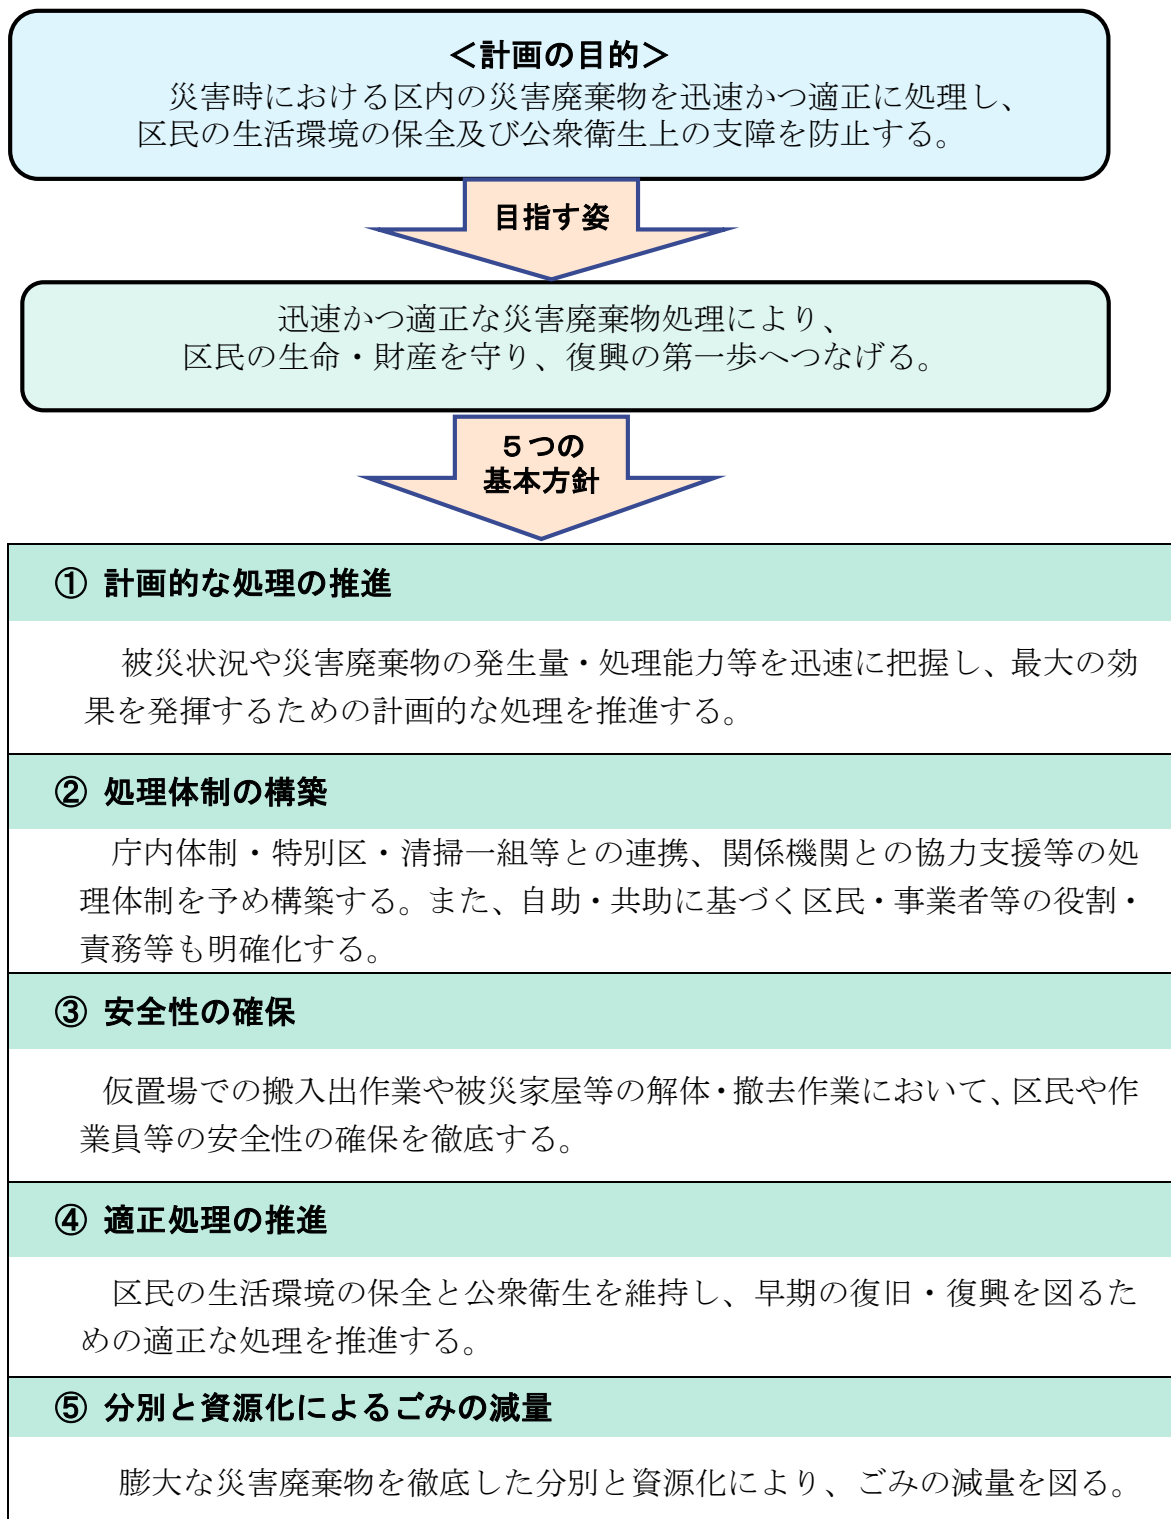 ＜計画の目的＞
災害時における区内の災害廃棄物を迅速かつ適正に処理し、
区民の生活環境の保全及び公衆衛生上の支障を防止する。
目指す姿
迅速かつ適正な災害廃棄物処理により、
区民の生命・財産を守り、復興の第一歩へつなげる。
５つの
基本方針
① 計画的な処理の推進
被災状況や災害廃棄物の発生量・処理能力等を迅速に把握し、最大の効
果を発揮するための計画的な処理を推進する。
② 処理体制の構築
庁内体制・特別区・清掃一組等との連携、関係機関との協力支援等の処
理体制を予め構築する。また、自助・共助に基づく区民・事業者等の役割・
責務等も明確化する。
③ 安全性の確保
仮置場での搬入出作業や被災家屋等の解体・撤去作業において、区民や作
業員等の安全性の確保を徹底する。
④ 適正処理の推進
区民の生活環境の保全と公衆衛生を維持し、早期の復旧・復興を図るた
めの適正な処理を推進する。
⑤ 分別と資源化によるごみの減量
膨大な災害廃棄物を徹底した分別と資源化により、ごみの減量を図る。